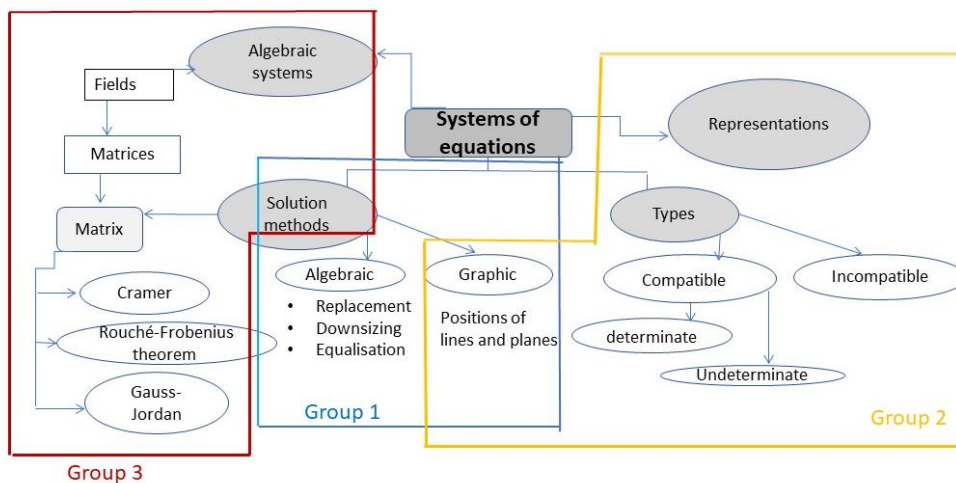 Algebraic
systems
Fields
Systems of
equations
Representations
Matrices
Solution
methods
Types
Matrix
Algebraic
Graphic
Compatible
Incompatible
Cramer
• Replacement
• Downsizing
• Equalisation
Positions of
lines and planes
determinate
Rouché-Frobenius
theorem
Undeterminate
Gauss-
Jordan
Group 1
Group 2
Group 3